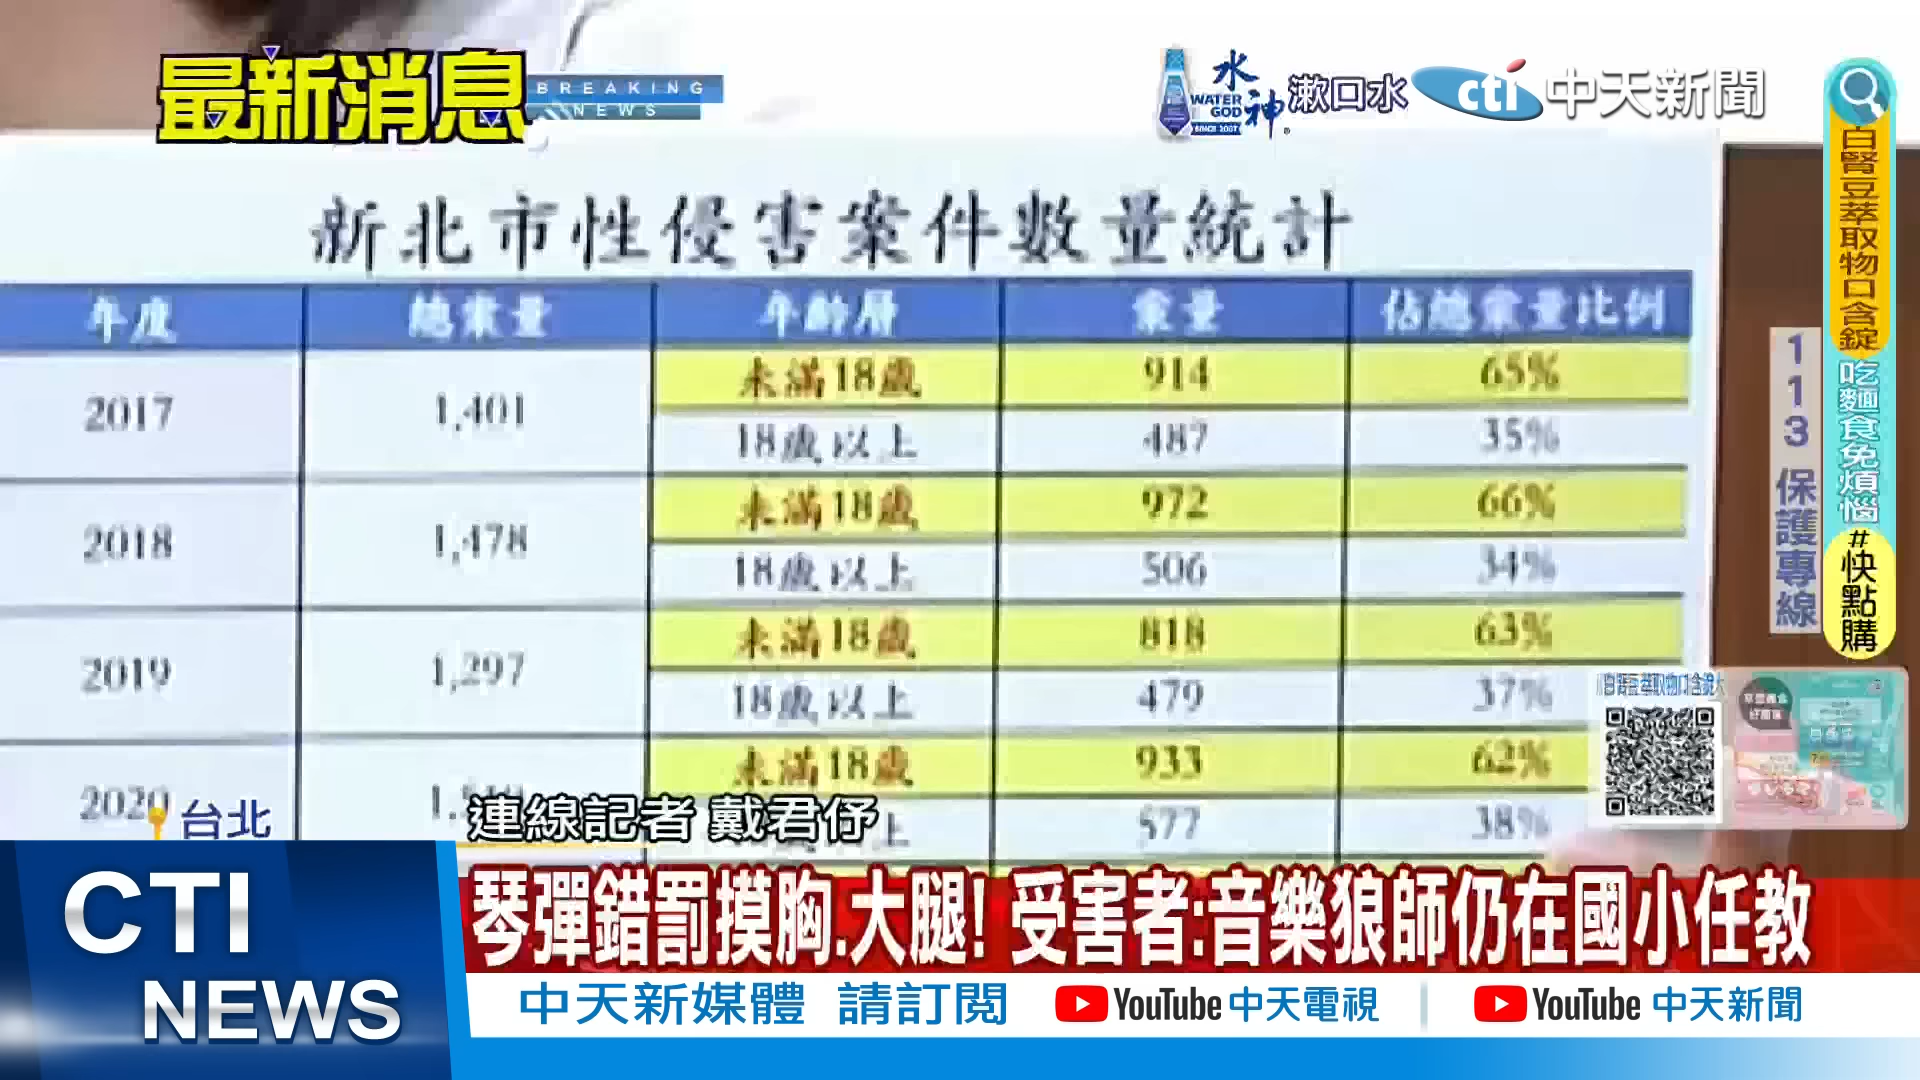 最新消息
BREAKING
NEWS
水神
WATER
GOD
SINCE 2007
漱口水
cti 中天新聞
白腎豆萃取物口含錠
吃麵食免煩惱
#快點購
113保護專線
新北市性侵害案件數量統計
年度 總案量 年齡層 案量 佔總案量比例
2017 1,401 未滿18歲 914 65%
18歲以上 487 35%
2018 1,478 未滿18歲 972 66%
18歲以上 506 34%
2019 1,297 未滿18歲 818 63%
18歲以上 479 37%
2020 未滿18歲 933 62%
上 577 38%
台北
連線記者 戴君伃
CTI
NEWS
琴彈錯罰摸胸.大腿! 受害者:音樂狼師仍在國小任教
中天新媒體 請訂閱 YouTube 中天電視 | YouTube 中天新聞